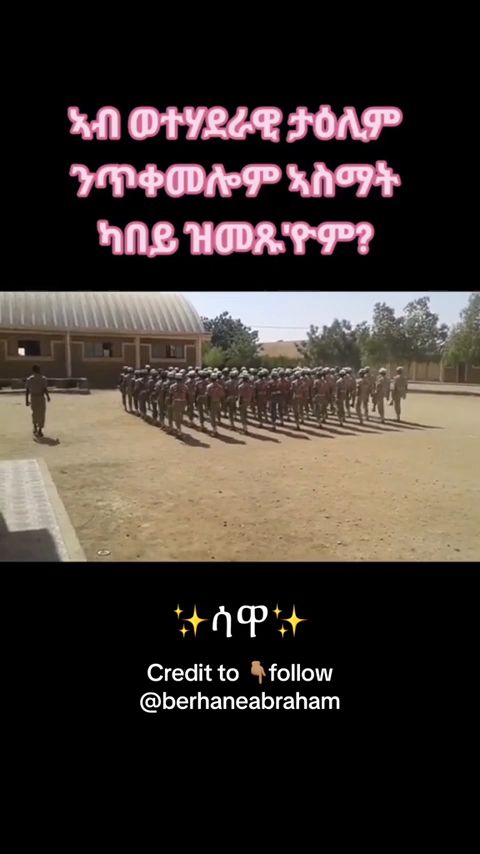 ኣብ ወተሃደራዊ ታዕሊም
ንጥቀመሎም ኣስማት
ካበይ ዝመጹ'ዮም?
✨ሳዋ✨
Credit to 👇🏽follow
@berhaneabraham